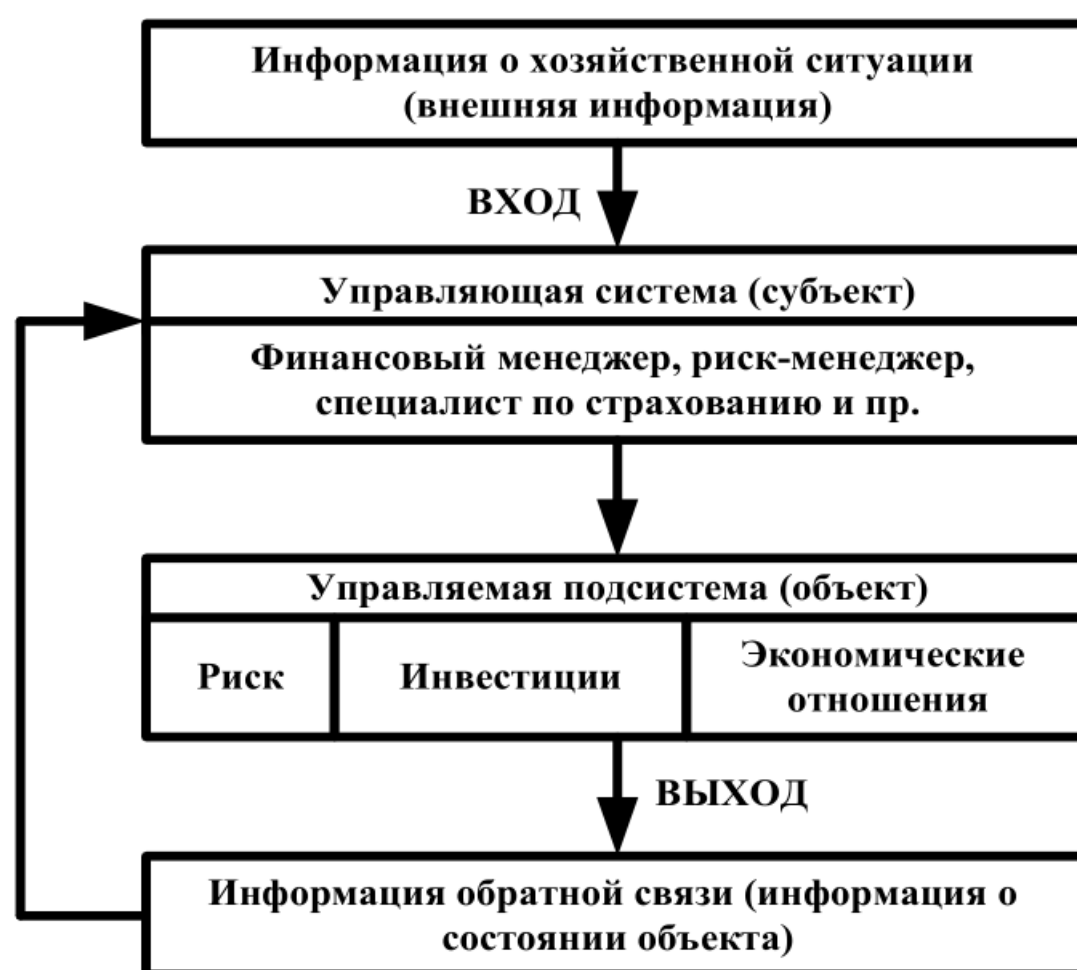 Информация о хозяйственной ситуации
(внешняя информация)
ВХОД
Управляющая система (субъект)
Финансовый менеджер, риск-менеджер,
специалист по страхованию и пр.
Управляемая подсистема (объект)
Риск
Инвестиции
Экономические
отношения
ВЫХОД
Информация обратной связи (информация о
состоянии объекта)